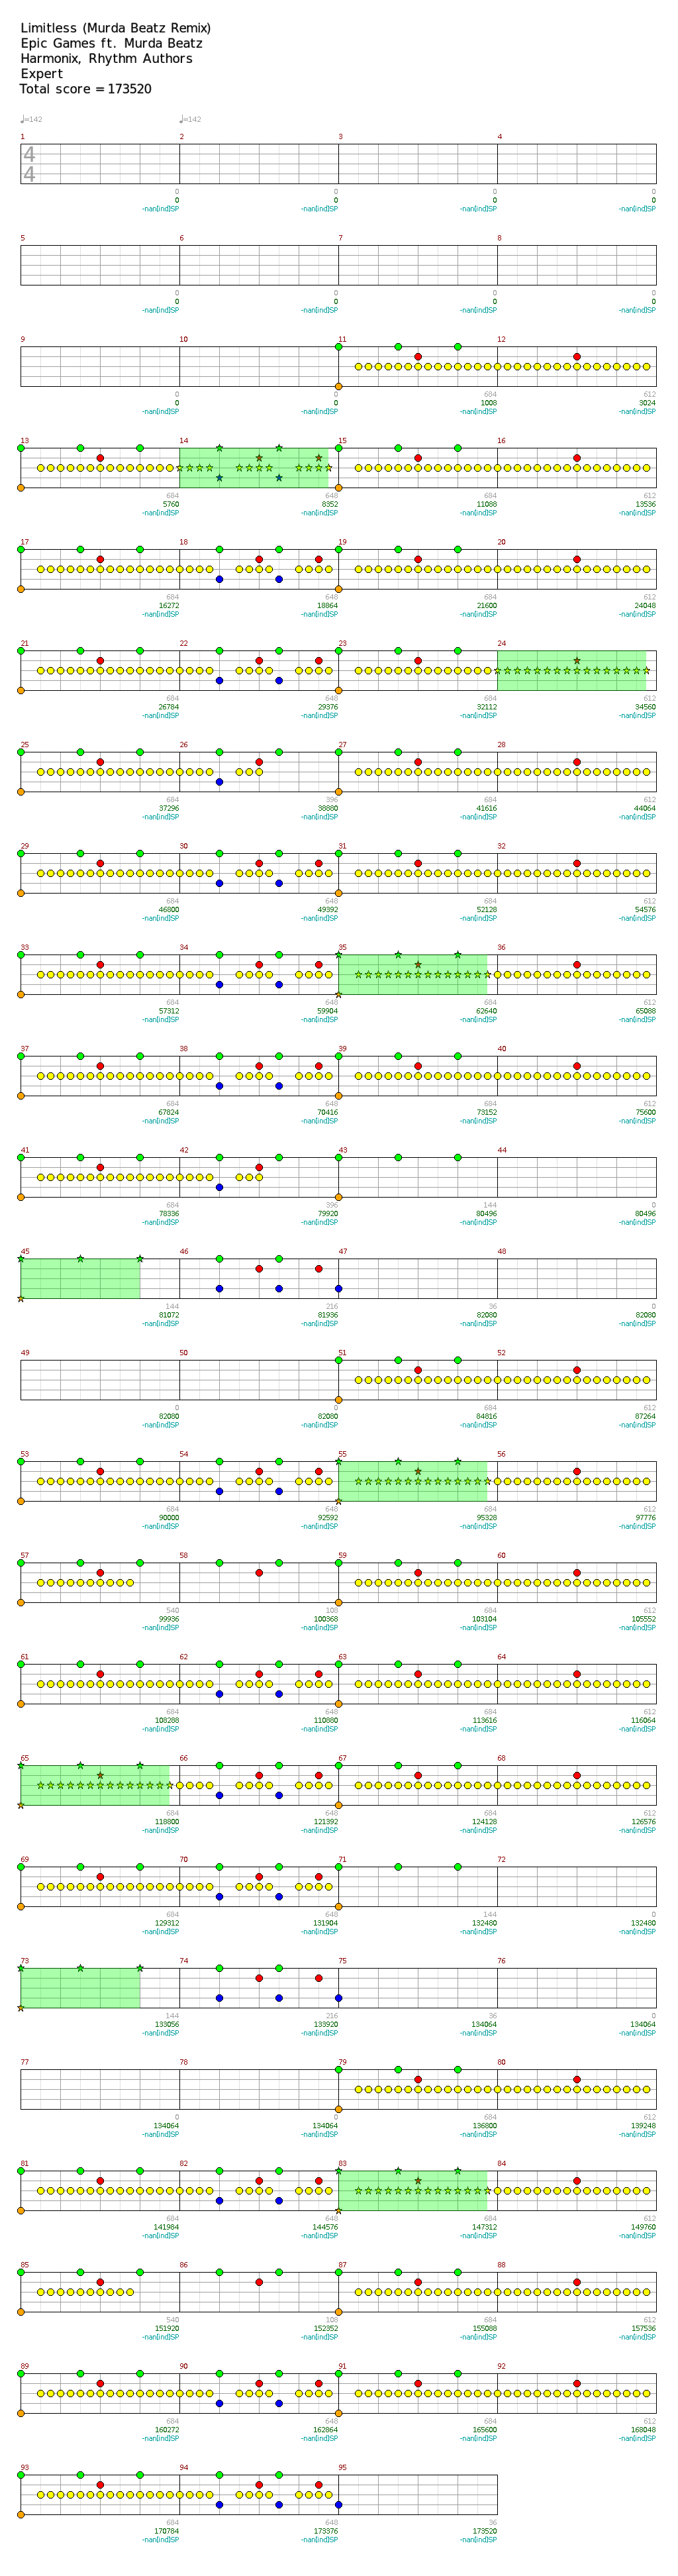 Limitless (Murda Beatz Remix)
Epic Games ft. Murda Beatz
Harmonix, Rhythm Authors
Expert
Total score = 173520
♩=142 ♩=142
1 2 3 4
4
4
0 0 0 0
0 0 0 0
-nan(ind)SP -nan(ind)SP -nan(ind)SP -nan(ind)SP
5 6 7 8
0 0 0 0
0 0 0 0
-nan(ind)SP -nan(ind)SP -nan(ind)SP -nan(ind)SP
9 10 11 12
0 0 684 612
0 0 1008 3024
-nan(ind)SP -nan(ind)SP -nan(ind)SP -nan(ind)SP
13 14 15 16
684 648 684 612
5760 8352 11088 13536
-nan(ind)SP -nan(ind)SP -nan(ind)SP -nan(ind)SP
17 18 19 20
684 648 684 612
16272 18864 21600 24048
-nan(ind)SP -nan(ind)SP -nan(ind)SP -nan(ind)SP
21 22 23 24
684 648 684 612
26784 29376 32112 34560
-nan(ind)SP -nan(ind)SP -nan(ind)SP -nan(ind)SP
25 26 27 28
684 396 684 612
37296 38880 41616 44064
-nan(ind)SP -nan(ind)SP -nan(ind)SP -nan(ind)SP
29 30 31 32
684 648 684 612
46800 49392 52128 54576
-nan(ind)SP -nan(ind)SP -nan(ind)SP -nan(ind)SP
33 34 35 36
684 648 684 612
57312 59904 62640 65088
-nan(ind)SP -nan(ind)SP -nan(ind)SP -nan(ind)SP
37 38 39 40
684 648 684 612
67824 70416 73152 75600
-nan(ind)SP -nan(ind)SP -nan(ind)SP -nan(ind)SP
41 42 43 44
684 396 144 0
78336 79920 80496 80496
-nan(ind)SP -nan(ind)SP -nan(ind)SP -nan(ind)SP
45 46 47 48
144 216 36 0
81072 81936 82080 82080
-nan(ind)SP -nan(ind)SP -nan(ind)SP -nan(ind)SP
49 50 51 52
0 0 684 612
82080 82080 84816 87264
-nan(ind)SP -nan(ind)SP -nan(ind)SP -nan(ind)SP
53 54 55 56
684 648 684 612
90000 92592 95328 97776
-nan(ind)SP -nan(ind)SP -nan(ind)SP -nan(ind)SP
57 58 59 60
540 108 684 612
99936 100368 103104 105552
-nan(ind)SP -nan(ind)SP -nan(ind)SP -nan(ind)SP
61 62 63 64
684 648 684 612
108288 110880 113616 116064
-nan(ind)SP -nan(ind)SP -nan(ind)SP -nan(ind)SP
65 66 67 68
684 648 684 612
118800 121392 124128 126576
-nan(ind)SP -nan(ind)SP -nan(ind)SP -nan(ind)SP
69 70 71 72
684 648 144 0
129312 131904 132480 132480
-nan(ind)SP -nan(ind)SP -nan(ind)SP -nan(ind)SP
73 74 75 76
144 216 36 0
133056 133920 134064 134064
-nan(ind)SP -nan(ind)SP -nan(ind)SP -nan(ind)SP
77 78 79 80
0 0 684 612
134064 134064 136800 139248
-nan(ind)SP -nan(ind)SP -nan(ind)SP -nan(ind)SP
81 82 83 84
684 648 684 612
141984 144576 147312 149760
-nan(ind)SP -nan(ind)SP -nan(ind)SP -nan(ind)SP
85 86 87 88
540 108 684 612
151920 152352 155088 157536
-nan(ind)SP -nan(ind)SP -nan(ind)SP -nan(ind)SP
89 90 91 92
684 648 684 612
160272 162864 165600 168048
-nan(ind)SP -nan(ind)SP -nan(ind)SP -nan(ind)SP
93 94 95
684 648 36
170784 173376 173520
-nan(ind)SP -nan(ind)SP -nan(ind)SP